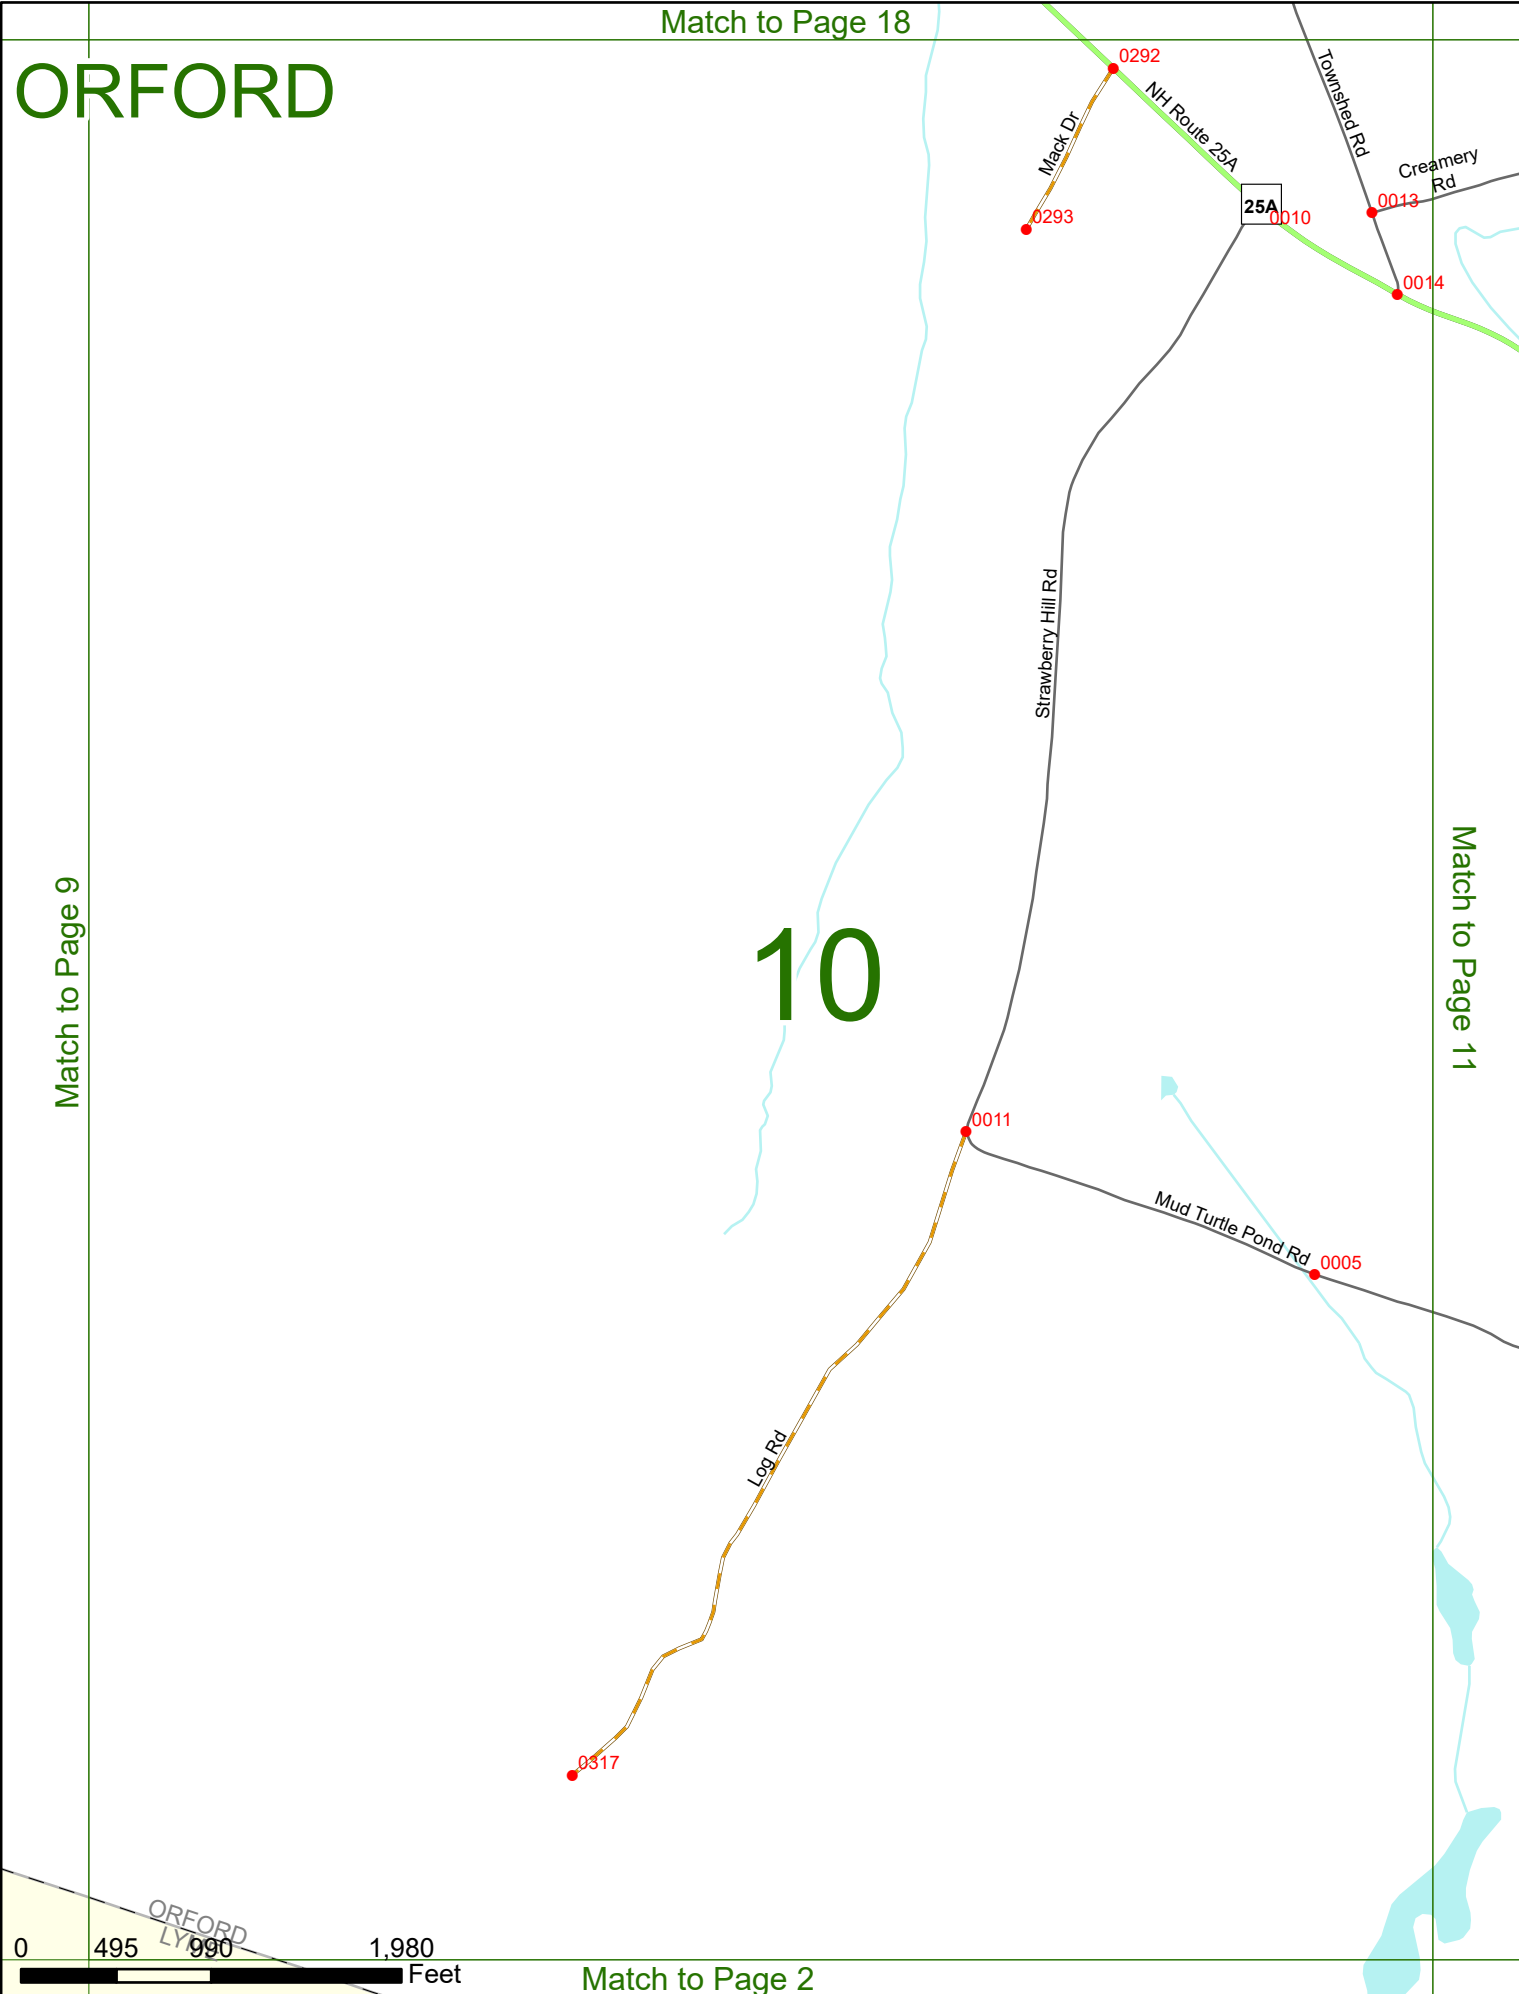 Match to Page 18
ORFORD
0292
NH Route 25A
Townshed Rd
Mack Dr
Creamery
Rd
0013
25A
0010
0293
0014
Strawberry Hill Rd
Match to Page 9
10
Match to Page 11
0011
Mud Turtle Pond Rd
0005
Log Rd
0317
ORFORD
LYME
0 495 990 1,980
Feet
Match to Page 2